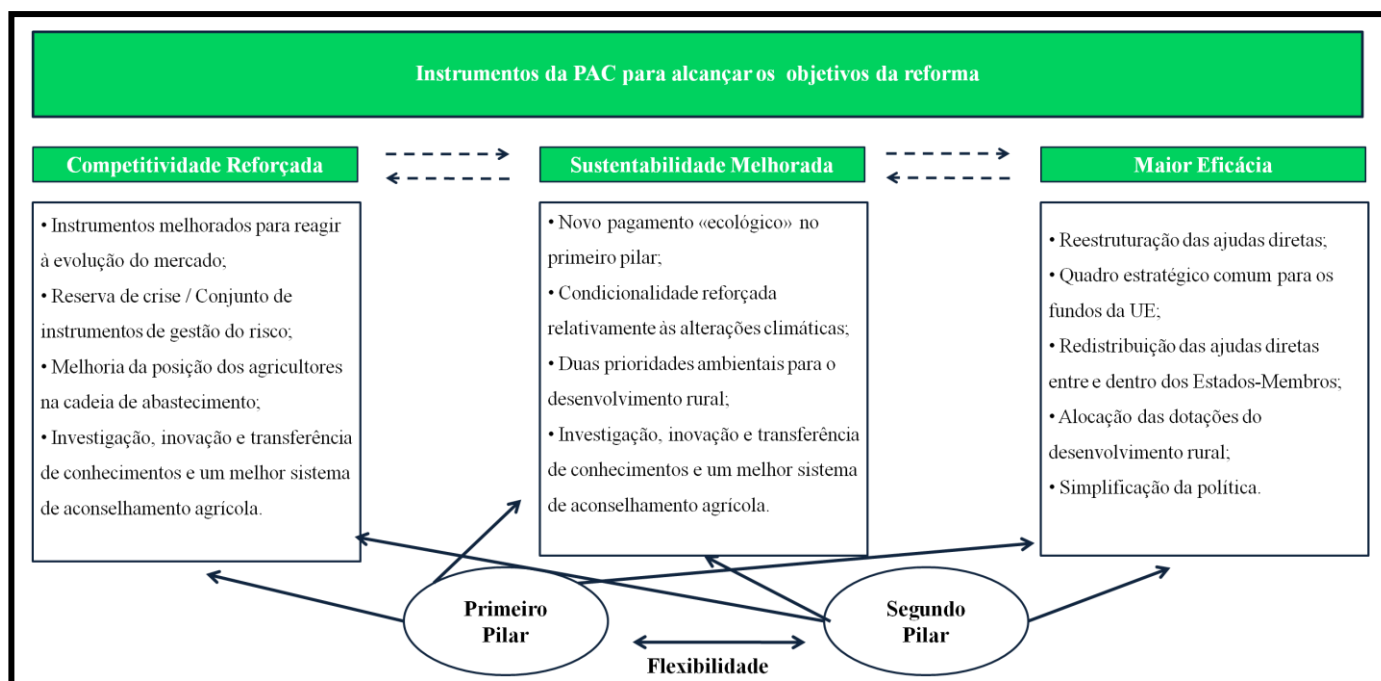 Instrumentos da PAC para alcançar os objetivos da reforma
Competitividade Reforçada
• Instrumentos melhorados para reagir
à evolução do mercado;
• Reserva de crise / Conjunto de
instrumentos de gestão do risco;
• Melhoria da posição dos agricultores
na cadeia de abastecimento;
• Investigação, inovação e transferência
de conhecimentos e um melhor sistema
de aconselhamento agrícola.
Sustentabilidade Melhorada
• Novo pagamento «ecológico» no
primeiro pilar;
• Condicionalidade reforçada
relativamente às alterações climáticas;
• Duas prioridades ambientais para o
desenvolvimento rural;
• Investigação, inovação e transferência
de conhecimentos e um melhor sistema
de aconselhamento agrícola.
Maior Eficácia
• Reestruturação das ajudas diretas;
• Quadro estratégico comum para os
fundos da UE;
• Redistribuição das ajudas diretas
entre e dentro dos Estados-Membros;
• Alocação das dotações do
desenvolvimento rural;
• Simplificação da política.
Primeiro
Pilar
Flexibilidade
Segundo
Pilar